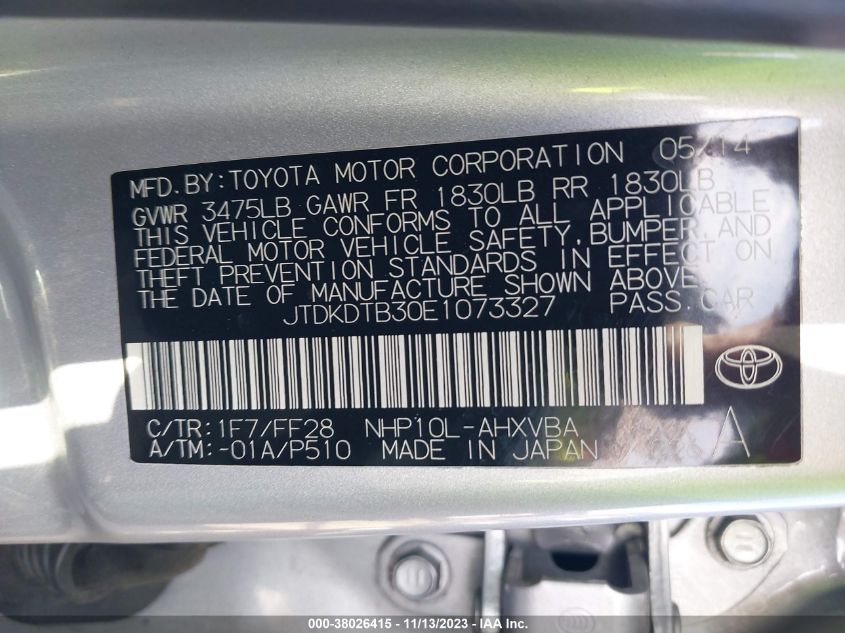 MFD. BY: TOYOTA MOTOR CORPORATION 05/14
GVWR 3475LB GAWR FR 1830LB RR 1830LB
THIS VEHICLE CONFORMS TO ALL APPLICABLE
FEDERAL MOTOR VEHICLE SAFETY, BUMPER, AND
THEFT PREVENTION STANDARDS IN EFFECT ON
THE DATE OF MANUFACTURE SHOWN ABOVE.
JTDKDTB30E1073327 PASS. CAR
C/TR: 1F7/FF28 NHP10L-AHXVBA
A/TM: -01A/P510 MADE IN JAPAN A
000-38026415 - 11/13/2023 - IAA Inc.